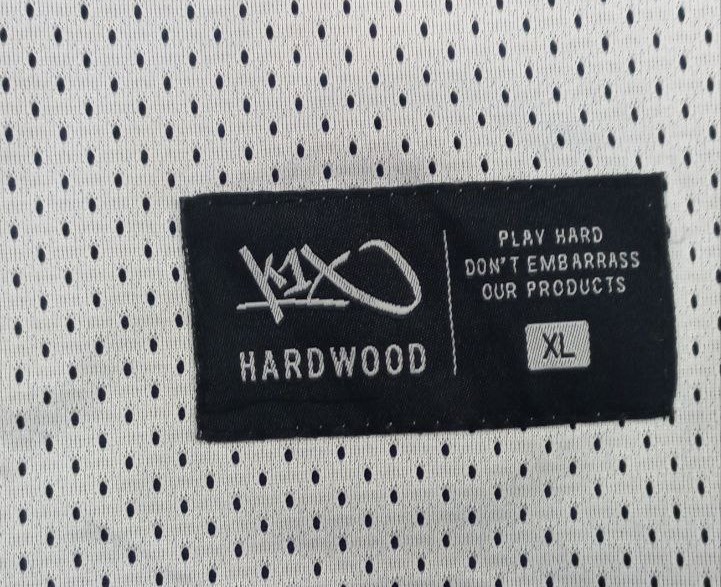 K1X
HARDWOOD
PLAY HARD
DON'T EMBARRASS
OUR PRODUCTS
XL